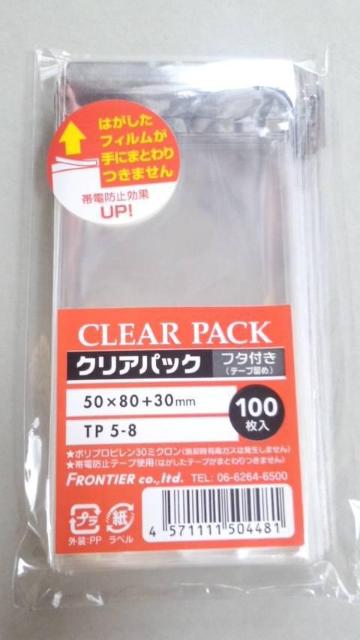 はがした
フィルムが
手にまとわり
つきません
帯電防止効果
UP!
CLEAR PACK
クリアパック
フタ付き
(テープ留め)
50×80+30mm
TP 5-8
100
枚入
★ポリプロピレン30ミクロン(焼却時有毒ガスは発生しません)
★帯電防止テープ使用(はがしたテープがまとわりつきません)
FRONTIER co.,ltd. TEL: 06-6264-6500
プラ
外装:PP
紙
ラベル
4 571111 504481